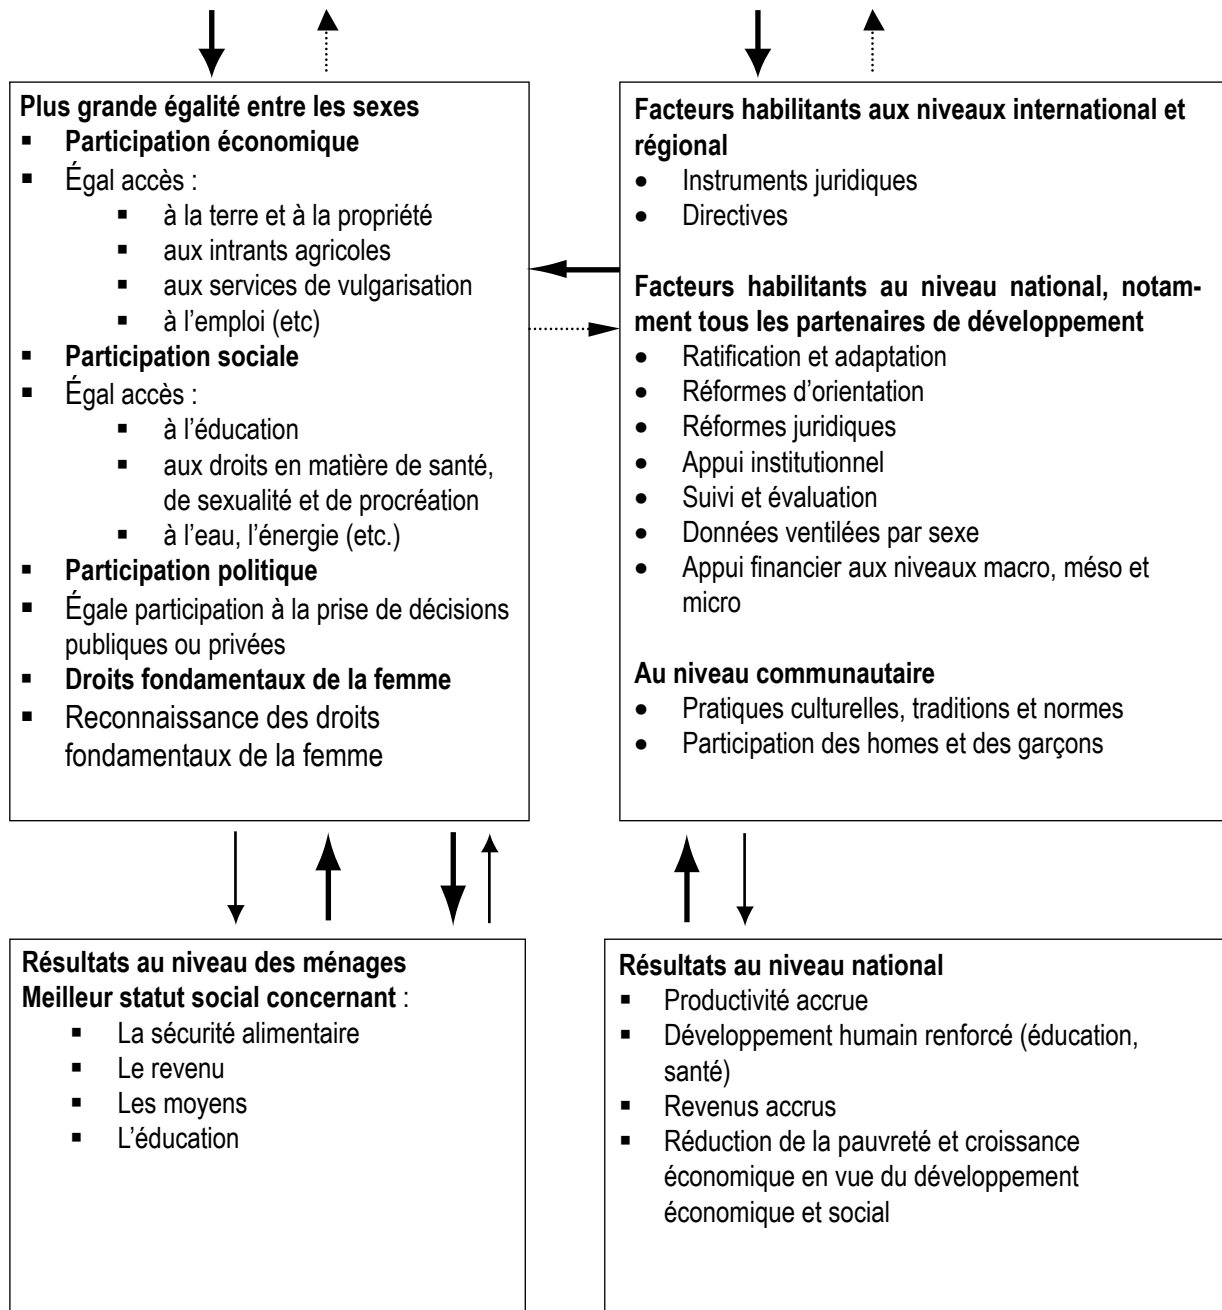 Plus grande égalité entre les sexes
▪ Participation économique
▪ Égal accès :
▪ à la terre et à la propriété
▪ aux intrants agricoles
▪ aux services de vulgarisation
▪ à l'emploi (etc)
▪ Participation sociale
▪ Égal accès :
▪ à l'éducation
▪ aux droits en matière de santé,
de sexualité et de procréation
▪ à l'eau, l'énergie (etc.)
▪ Participation politique
▪ Égale participation à la prise de décisions
publiques ou privées
▪ Droits fondamentaux de la femme
▪ Reconnaissance des droits
fondamentaux de la femme
Facteurs habilitants aux niveaux international et
régional
• Instruments juridiques
• Directives
Facteurs habilitants au niveau national, notam-
ment tous les partenaires de développement
• Ratification et adaptation
• Réformes d'orientation
• Réformes juridiques
• Appui institutionnel
• Suivi et évaluation
• Données ventilées par sexe
• Appui financier aux niveaux macro, méso et
micro
Au niveau communautaire
• Pratiques culturelles, traditions et normes
• Participation des homes et des garçons
Résultats au niveau des ménages
Meilleur statut social concernant :
▪ La sécurité alimentaire
▪ Le revenu
▪ Les moyens
▪ L'éducation
Résultats au niveau national
▪ Productivité accrue
▪ Développement humain renforcé (éducation,
santé)
▪ Revenus accrus
▪ Réduction de la pauvreté et croissance
économique en vue du développement
économique et social